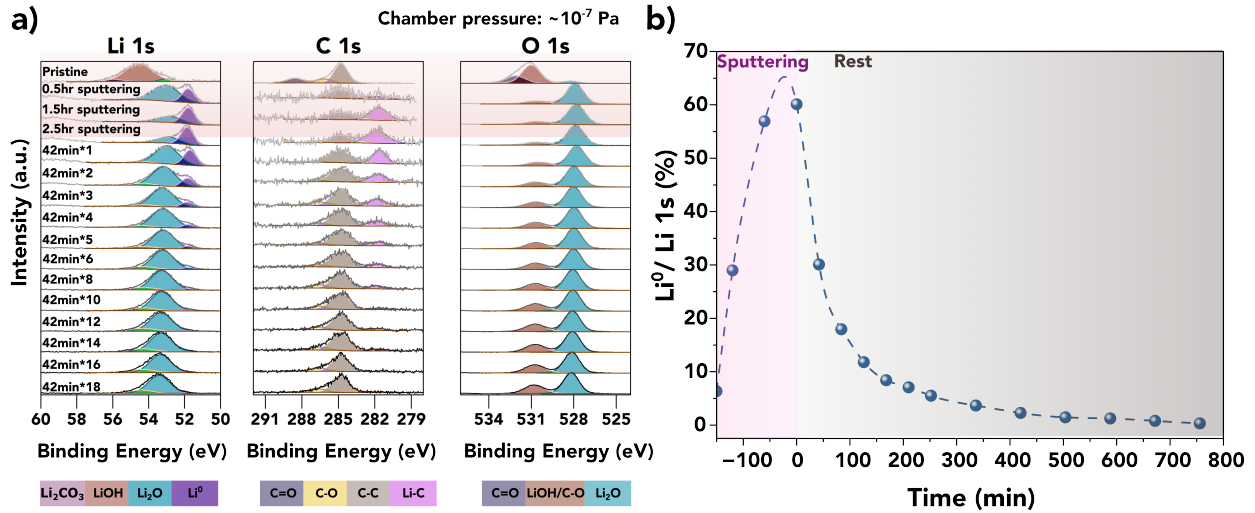 a)
Chamber pressure: ~10⁻⁷ Pa
Li 1s
C 1s
O 1s
Pristine
0.5hr sputtering
1.5hr sputtering
2.5hr sputtering
42min*1
42min*2
42min*3
42min*4
42min*5
42min*6
42min*8
42min*10
42min*12
42min*14
42min*16
42min*18
Intensity (a.u.)
60 58 56 54 52 50
291 288 285 282 279
534 531 528 525
Binding Energy (eV)
Binding Energy (eV)
Binding Energy (eV)
Li₂CO₃ LiOH Li₂O Li⁰
C=O C-O C-C Li-C
C=O LiOH/C-O Li₂O
b)
Sputtering
Rest
Li⁰/ Li 1s (%)
70
60
50
40
30
20
10
0
−100 0 100 200 300 400 500 600 700 800
Time (min)